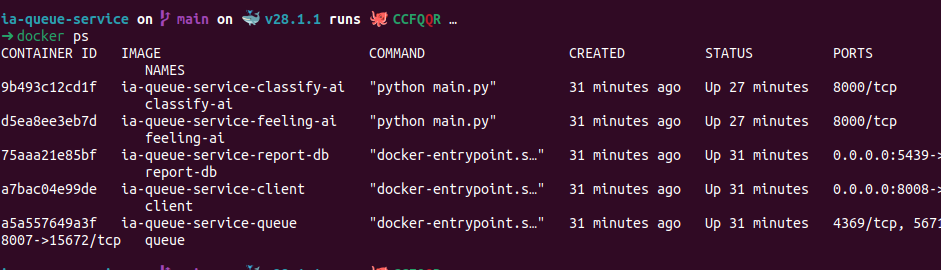 ia-queue-service on main on v28.1.1 runs CCFQQR …
➜ docker ps
CONTAINER ID IMAGE COMMAND CREATED STATUS PORTS
NAMES
9b493c12cd1f ia-queue-service-classify-ai "python main.py" 31 minutes ago Up 27 minutes 8000/tcp
classify-ai
d5ea8ee3eb7d ia-queue-service-feeling-ai "python main.py" 31 minutes ago Up 27 minutes 8000/tcp
feeling-ai
75aaa21e85bf ia-queue-service-report-db "docker-entrypoint.s…" 31 minutes ago Up 31 minutes 0.0.0.0:5439->
report-db
a7bac04e99de ia-queue-service-client "docker-entrypoint.s…" 31 minutes ago Up 31 minutes 0.0.0.0:8008->
client
a5a557649a3f ia-queue-service-queue "docker-entrypoint.s…" 31 minutes ago Up 31 minutes 4369/tcp, 5671
8007->15672/tcp queue